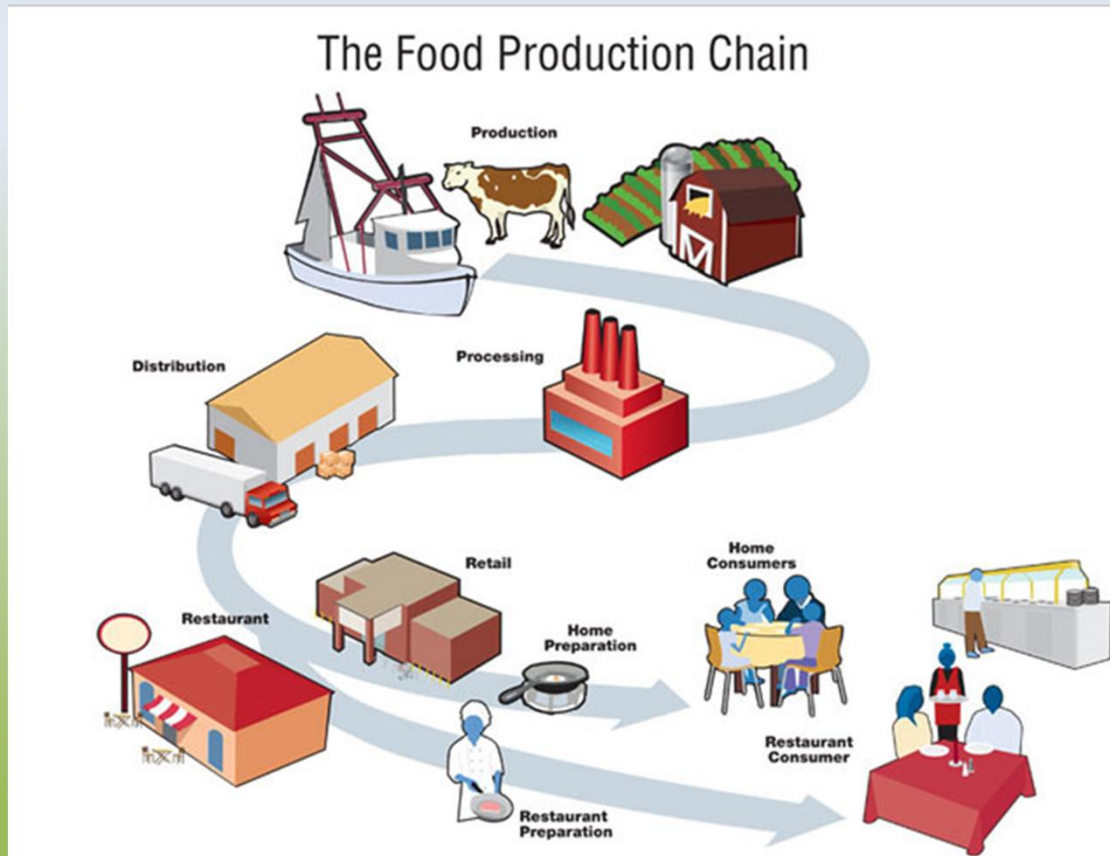 The Food Production Chain
Production
Distribution
Processing
Retail
Home
Consumers
Restaurant
Home
Preparation
Restaurant
Consumer
Restaurant
Preparation